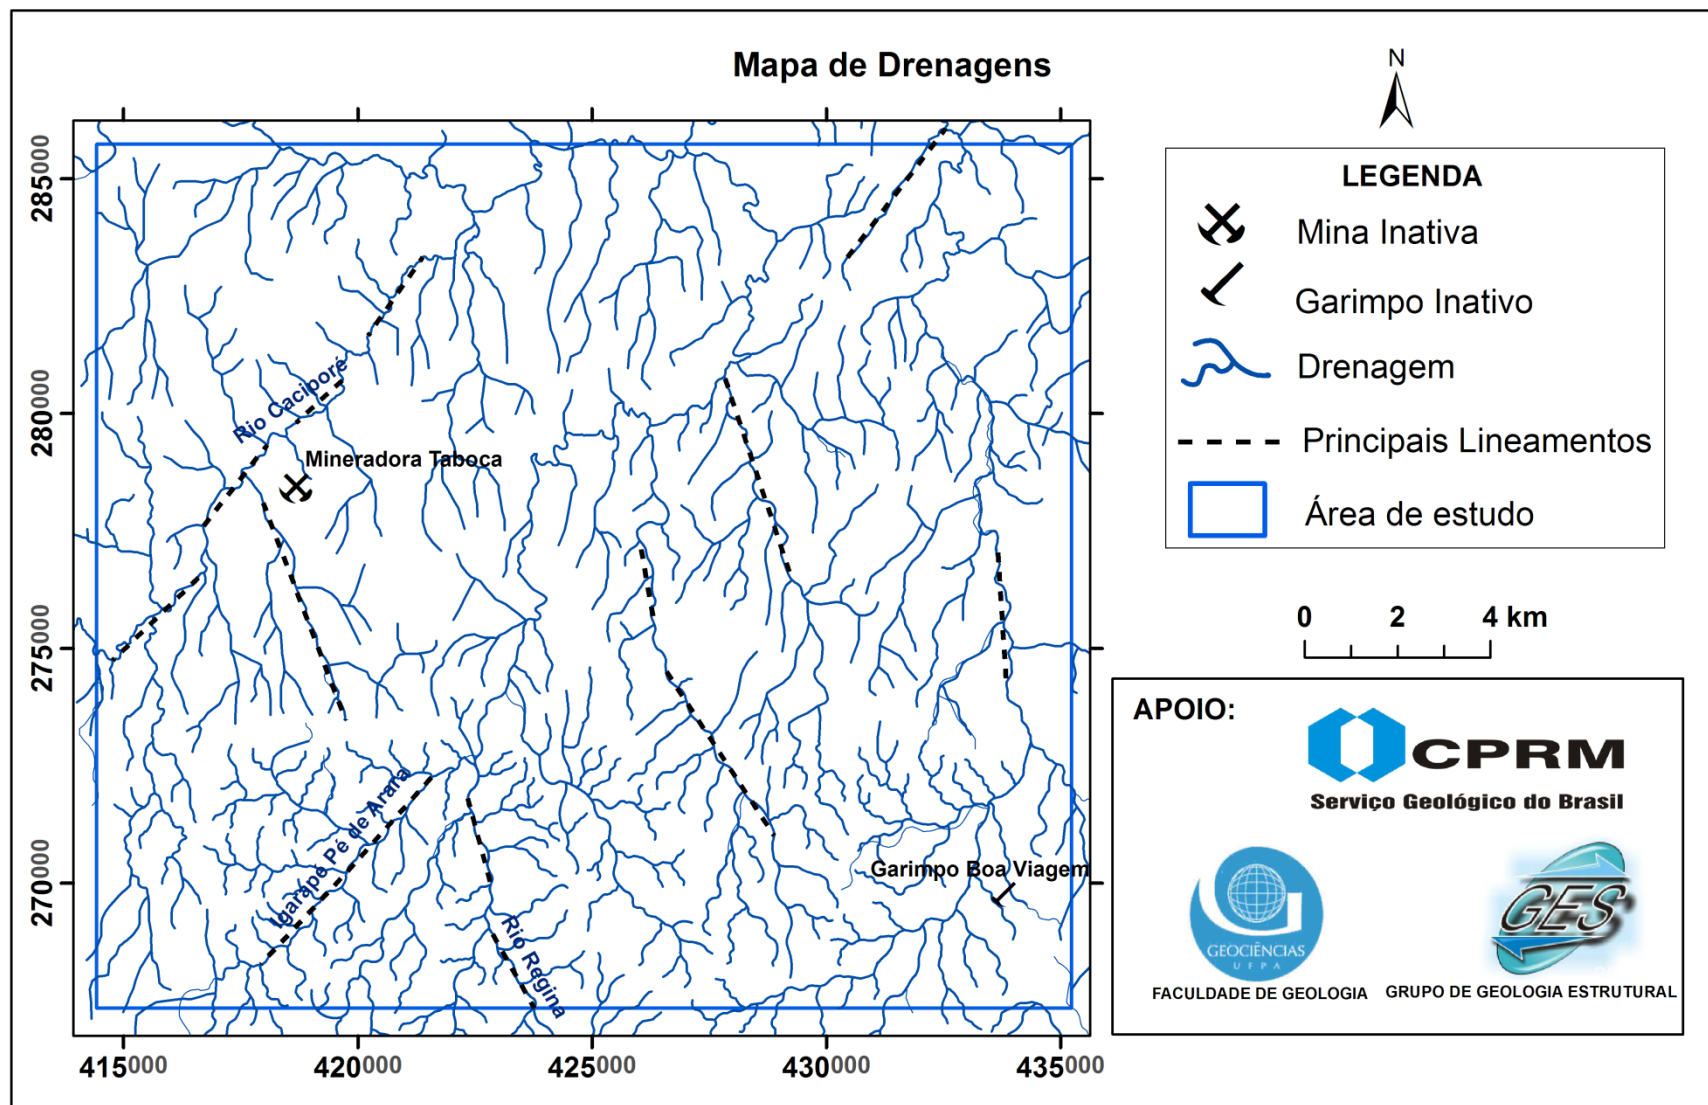 Mapa de Drenagens
N
285000
280000
275000
270000
415000
420000
425000
430000
435000
Rio Caciporé
Mineradora Taboca
Igarapé Pé de Arara
Rio Regina
Garimpo Boa Viagem
LEGENDA
Mina Inativa
Garimpo Inativo
Drenagem
Principais Lineamentos
Área de estudo
0 2 4 km
APOIO:
CPRM
Serviço Geológico do Brasil
GEOCIÊNCIAS
UFPA
FACULDADE DE GEOLOGIA
GES
GRUPO DE GEOLOGIA ESTRUTURAL